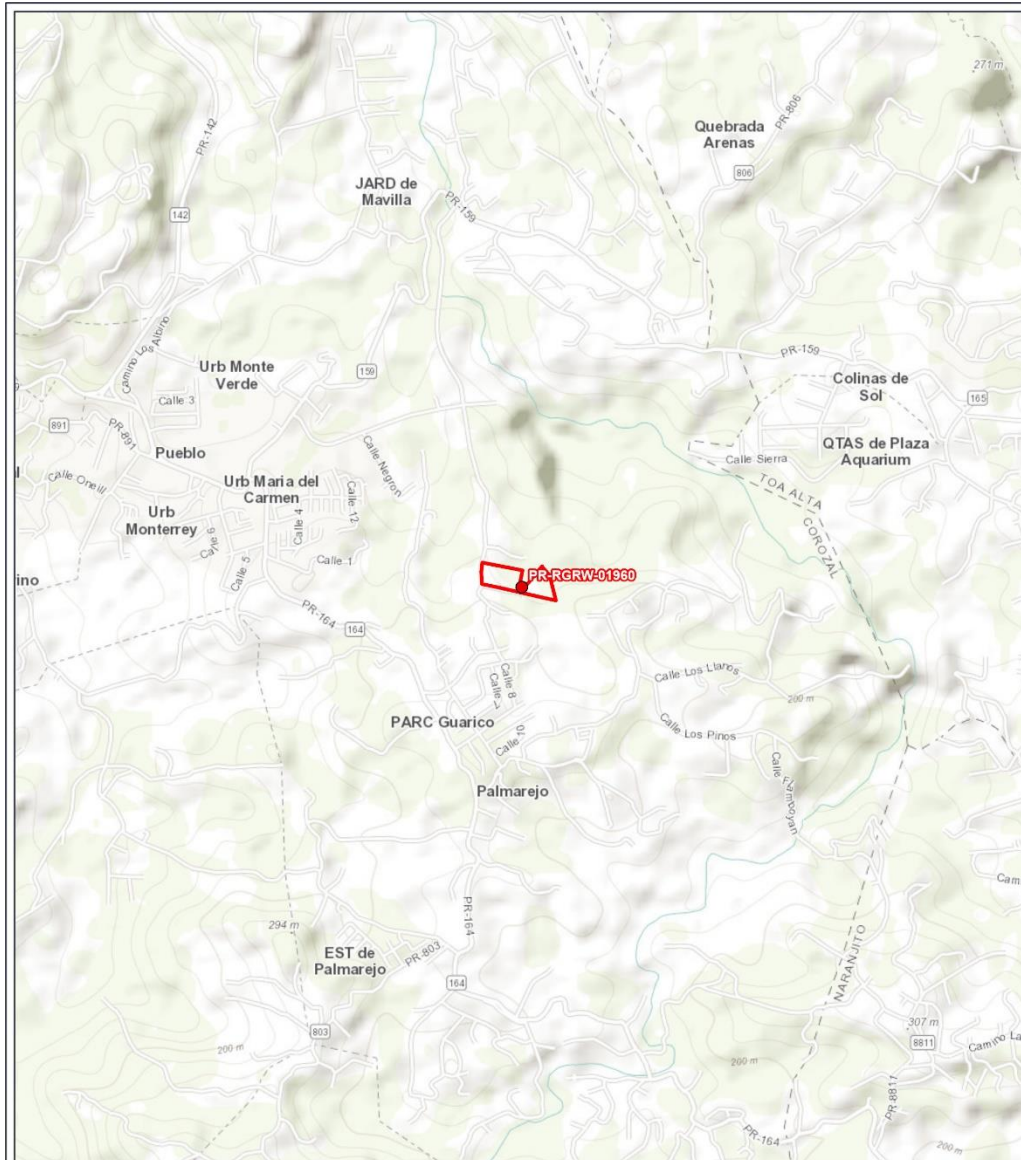 271 m
PR-142
PR-806
Quebrada
Arenas
806
JARD de
Mavilla
PR-159
142
Camino Los Albino
Urb Monte
Verde
159
PR-159
Colinas de
Sol
165
Calle 3
891
PR-891
Pueblo
Calle Negron
QTAS de Plaza
Aquarium
Calle Sierra
Calle Oneill
Urb Maria del
Carmen
Calle 12
Calle 4
TOA ALTA
COROZAL
Urb
Monterrey
Calle 6
Calle 1
Calle 5
ino
PR-RGRW-01960
PR-164
164
Calle 8
Calle 7
Calle Los Llanos
200 m
PARC Guarico
Calle 10
Calle Los Pinos
Palmarejo
Calle Flamboyan
Cam
PR-164
294 m
EST de
Palmarejo
PR-803
NARANJITO
164
803
307 m
8811
Camino La
200 m
200 m
PR-8811
PR-164
200 m